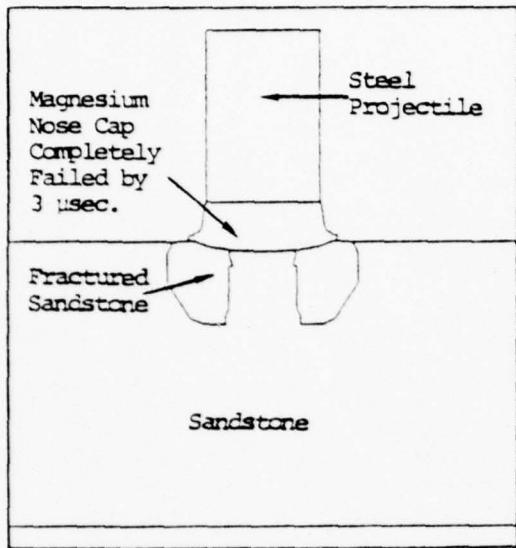 Steel
Projectile
Magnesium
Nose Cap
Completely
Failed by
3 µsec.
Fractured
Sandstone
Sandstone